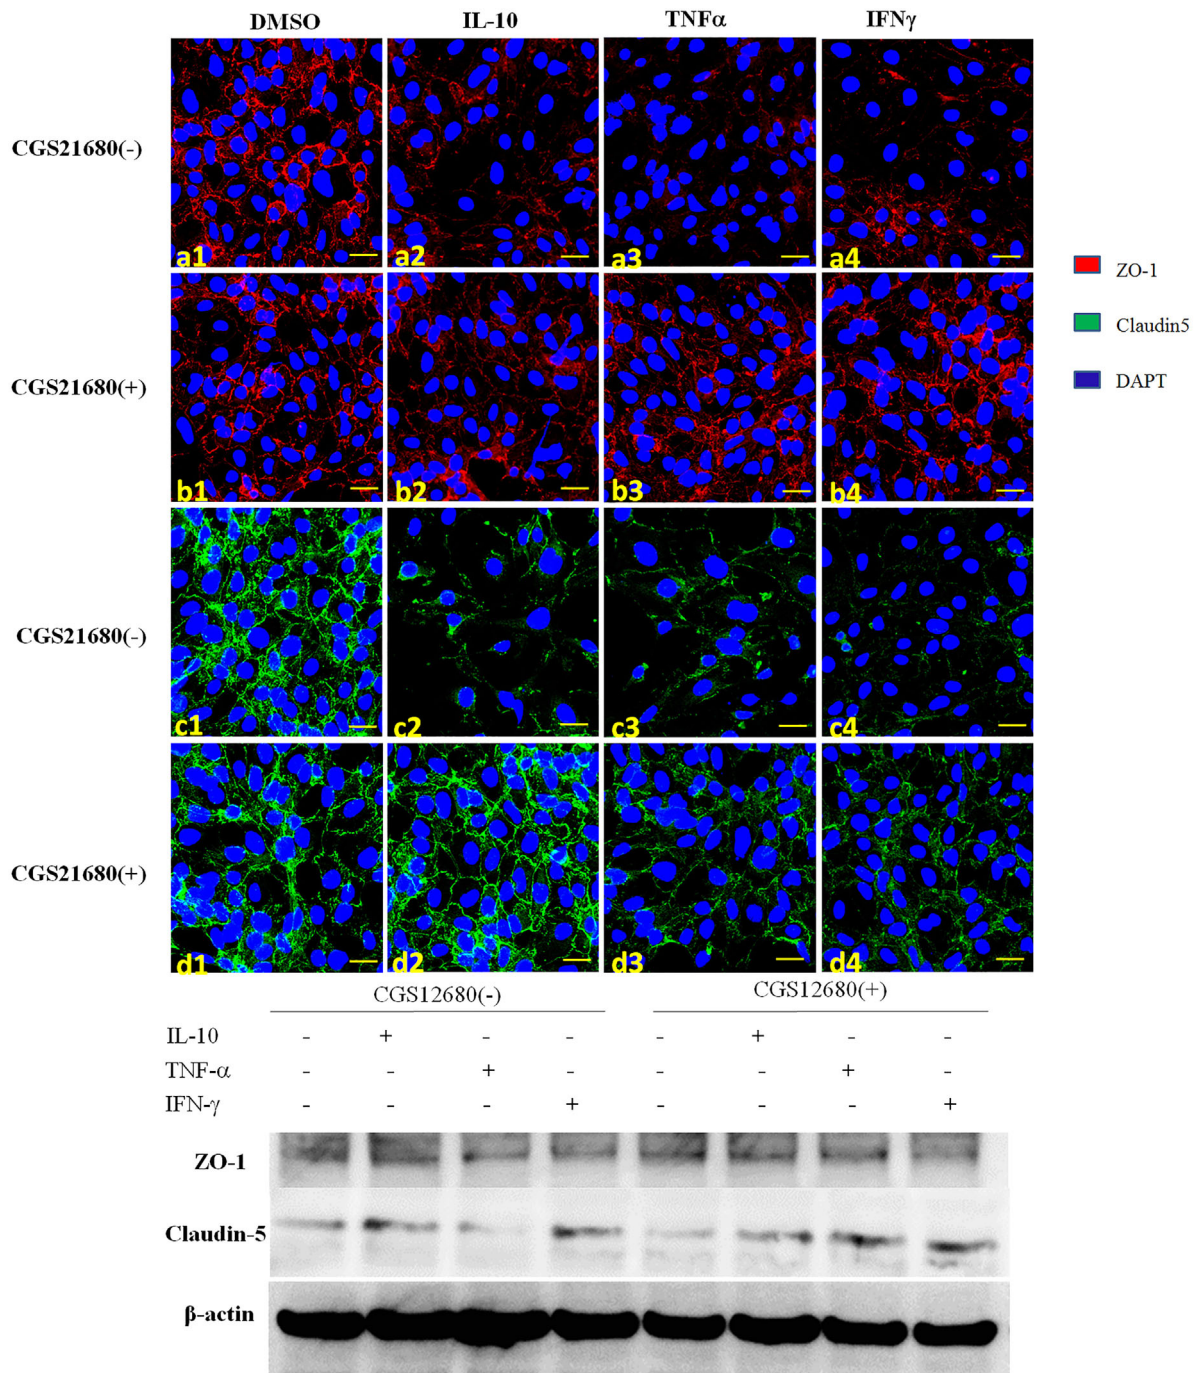 DMSO IL-10 TNFα IFNγ
CGS21680(-)
a1 a2 a3 a4
ZO-1
Claudin5
DAPT
CGS21680(+)
b1 b2 b3 b4
CGS21680(-)
c1 c2 c3 c4
CGS21680(+)
d1 d2 d3 d4
CGS12680(-) CGS12680(+)
IL-10 - + - - - + - -
TNF-α - - + - - - + -
IFN-γ - - - + - - - +
ZO-1
Claudin-5
β-actin